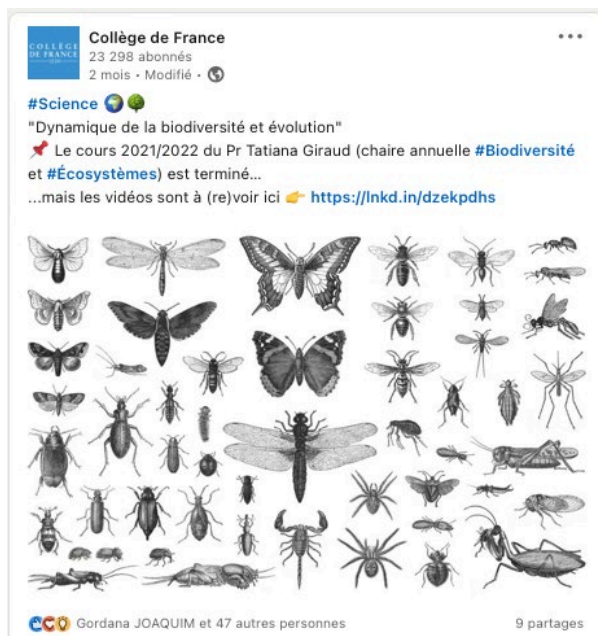 COLLÈGE
DE FRANCE
Collège de France
23 298 abonnés
2 mois • Modifié •
#Science
"Dynamique de la biodiversité et évolution"
Le cours 2021/2022 du Pr Tatiana Giraud (chaire annuelle #Biodiversité
et #Écosystèmes) est terminé...
...mais les vidéos sont à (re)voir ici https://lnkd.in/dzekpdhs
Gordana JOAQUIM et 47 autres personnes
9 partages